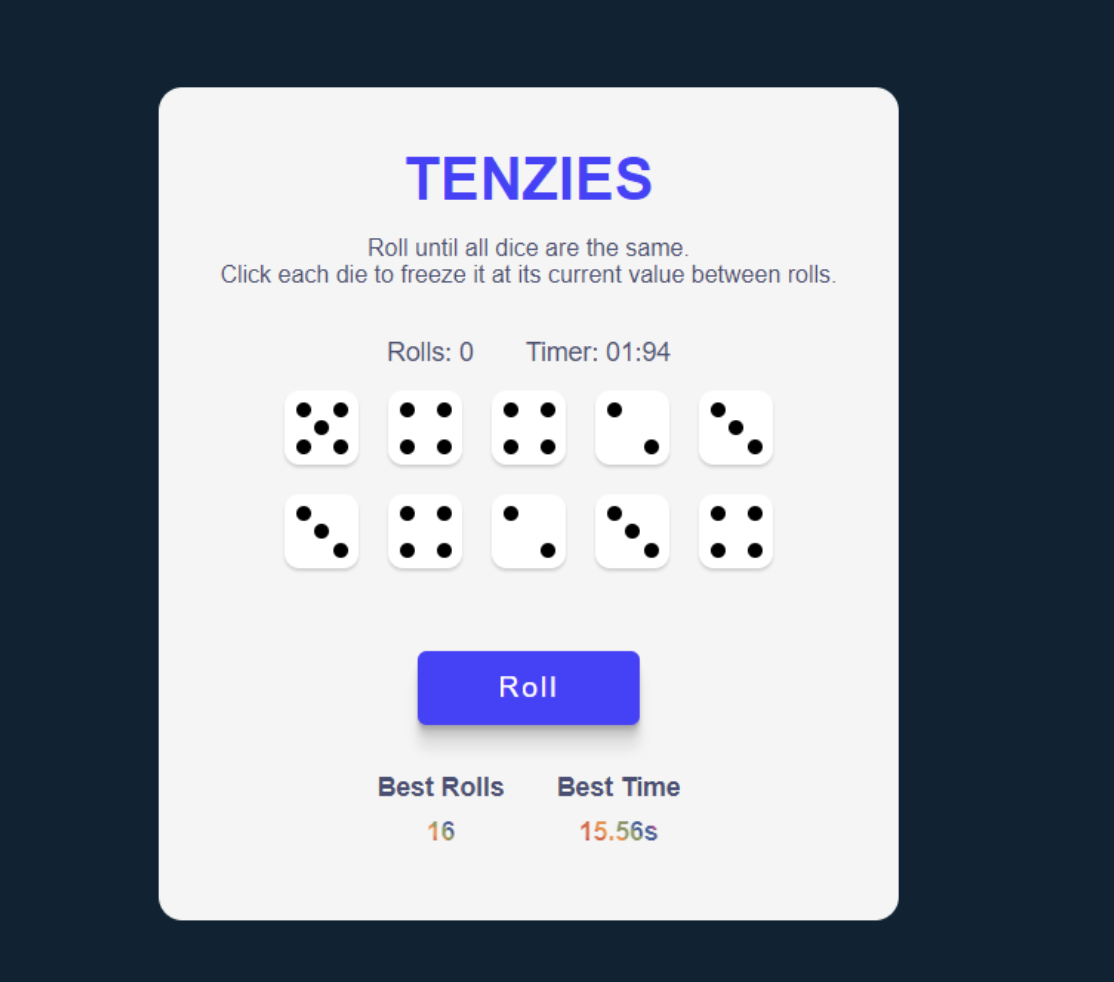 TENZIES
Roll until all dice are the same.
Click each die to freeze it at its current value between rolls.
Rolls: 0 Timer: 01:94
Roll
Best Rolls Best Time
16 15.56s